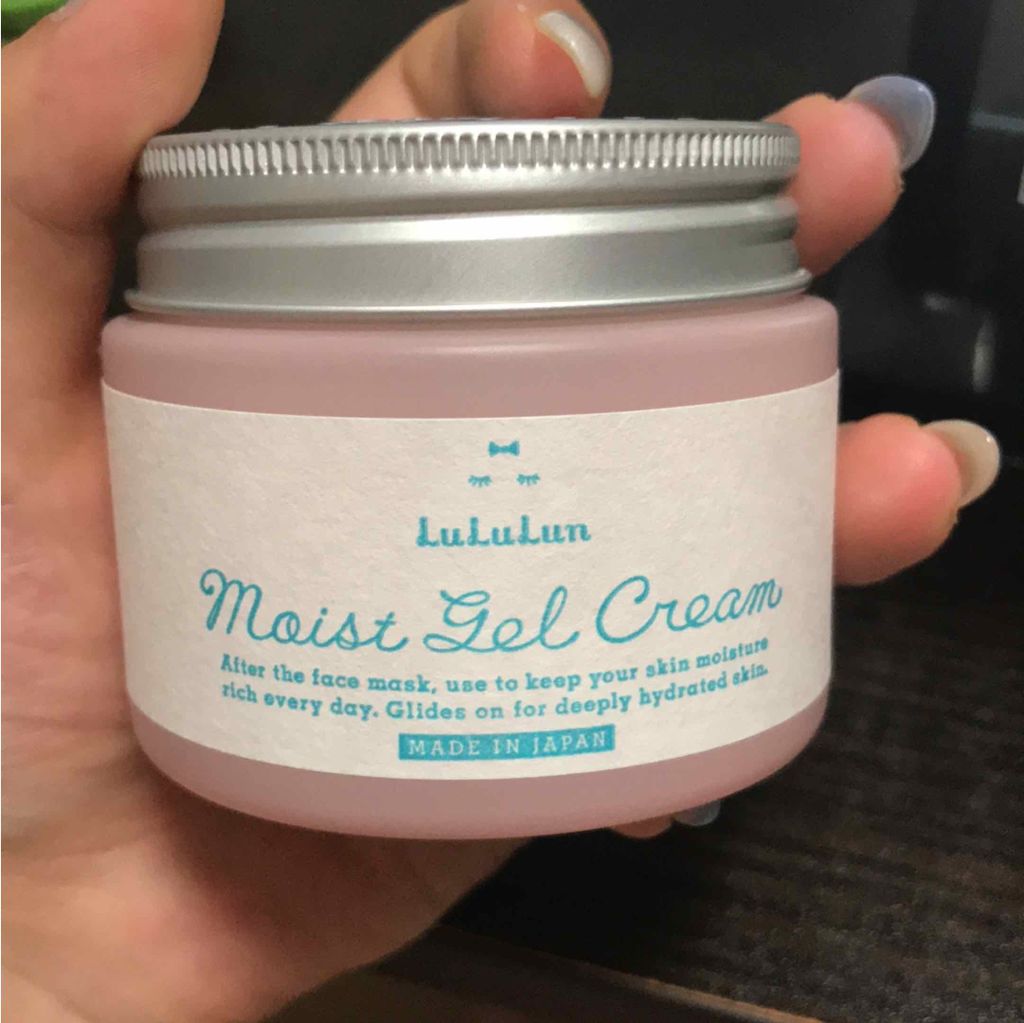 LuLuLun
Moist Gel Cream
After the face mask, use to keep your skin moisture
rich every day. Glides on for deeply hydrated skin.
MADE IN JAPAN